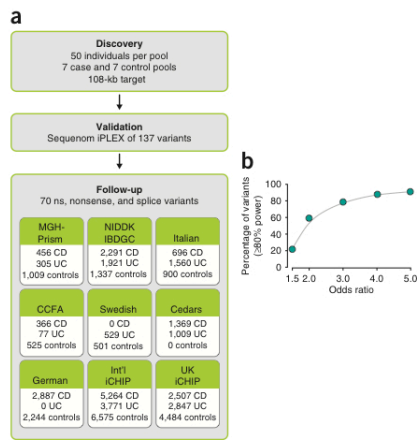 a
Discovery
50 individuals per pool
7 case and 7 control pools
108-kb target
Validation
Sequenom iPLEX of 137 variants
Follow-up
70 ns, nonsense, and splice variants
MGH-
Prism
456 CD
305 UC
1,009 controls
NIDDK
IBDGC
2,291 CD
1,921 UC
1,337 controls
Italian
696 CD
1,560 UC
900 controls
CCFA
366 CD
77 UC
525 controls
Swedish
0 CD
529 UC
501 controls
Cedars
1,369 CD
1,009 UC
0 controls
German
2,887 CD
0 UC
2,244 controls
Int'l
iCHIP
5,264 CD
3,771 UC
6,575 controls
UK
iCHIP
2,507 CD
2,847 UC
4,484 controls
b
Percentage of variants
(≥80% power)
100
80
60
40
20
0
1.5 2.0 3.0 4.0 5.0
Odds ratio